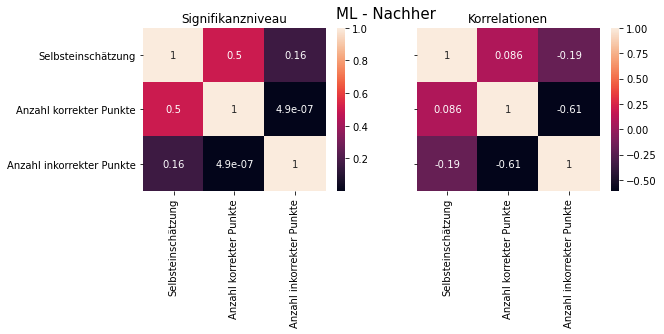 ML - Nachher
Signifikanzniveau
Korrelationen
Selbsteinschätzung
Anzahl korrekter Punkte
Anzahl inkorrekter Punkte
1 0.5 0.16
0.5 1 4.9e-07
0.16 4.9e-07 1
1.0
0.8
0.6
0.4
0.2
1 0.086 -0.19
0.086 1 -0.61
-0.19 -0.61 1
1.00
0.75
0.50
0.25
0.00
−0.25
−0.50
Selbsteinschätzung
Anzahl korrekter Punkte
Anzahl inkorrekter Punkte
Selbsteinschätzung
Anzahl korrekter Punkte
Anzahl inkorrekter Punkte